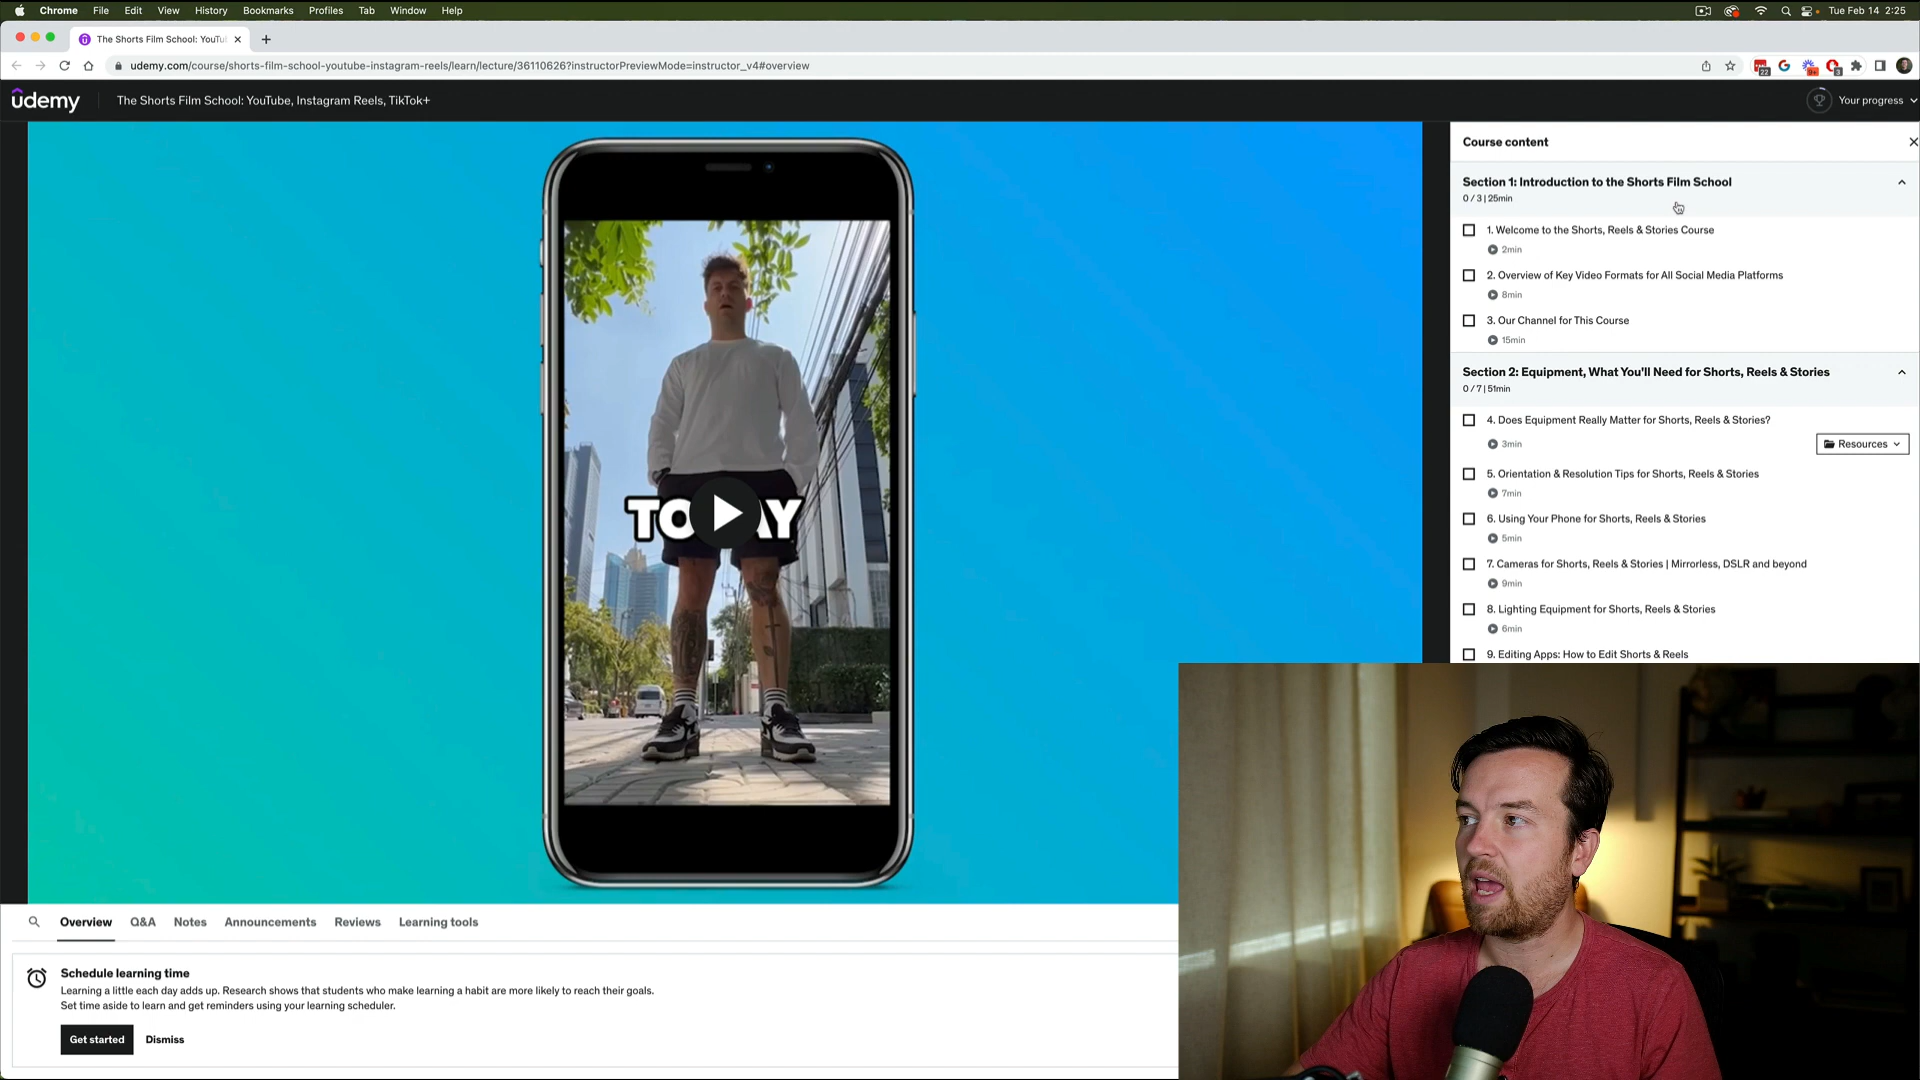 Chrome File Edit View History Bookmarks Profiles Tab Window Help
Tue Feb 14 2:25
The Shorts Film School: YouTu
udemy.com/course/shorts-film-school-youtube-instagram-reels/learn/lecture/36110626?instructorPreviewMode=instructor_v4#overview
22
9+
3
udemy
The Shorts Film School: YouTube, Instagram Reels, TikTok+
Your progress
TO AY
Course content
Section 1: Introduction to the Shorts Film School
0 / 3 | 25min
1. Welcome to the Shorts, Reels & Stories Course
2min
2. Overview of Key Video Formats for All Social Media Platforms
8min
3. Our Channel for This Course
15min
Section 2: Equipment, What You'll Need for Shorts, Reels & Stories
0 / 7 | 51min
4. Does Equipment Really Matter for Shorts, Reels & Stories?
3min
Resources
5. Orientation & Resolution Tips for Shorts, Reels & Stories
7min
6. Using Your Phone for Shorts, Reels & Stories
5min
7. Cameras for Shorts, Reels & Stories | Mirrorless, DSLR and beyond
9min
8. Lighting Equipment for Shorts, Reels & Stories
6min
9. Editing Apps: How to Edit Shorts & Reels
Overview Q&A Notes Announcements Reviews Learning tools
Schedule learning time
Learning a little each day adds up. Research shows that students who make learning a habit are more likely to reach their goals.
Set time aside to learn and get reminders using your learning scheduler.
Get started Dismiss